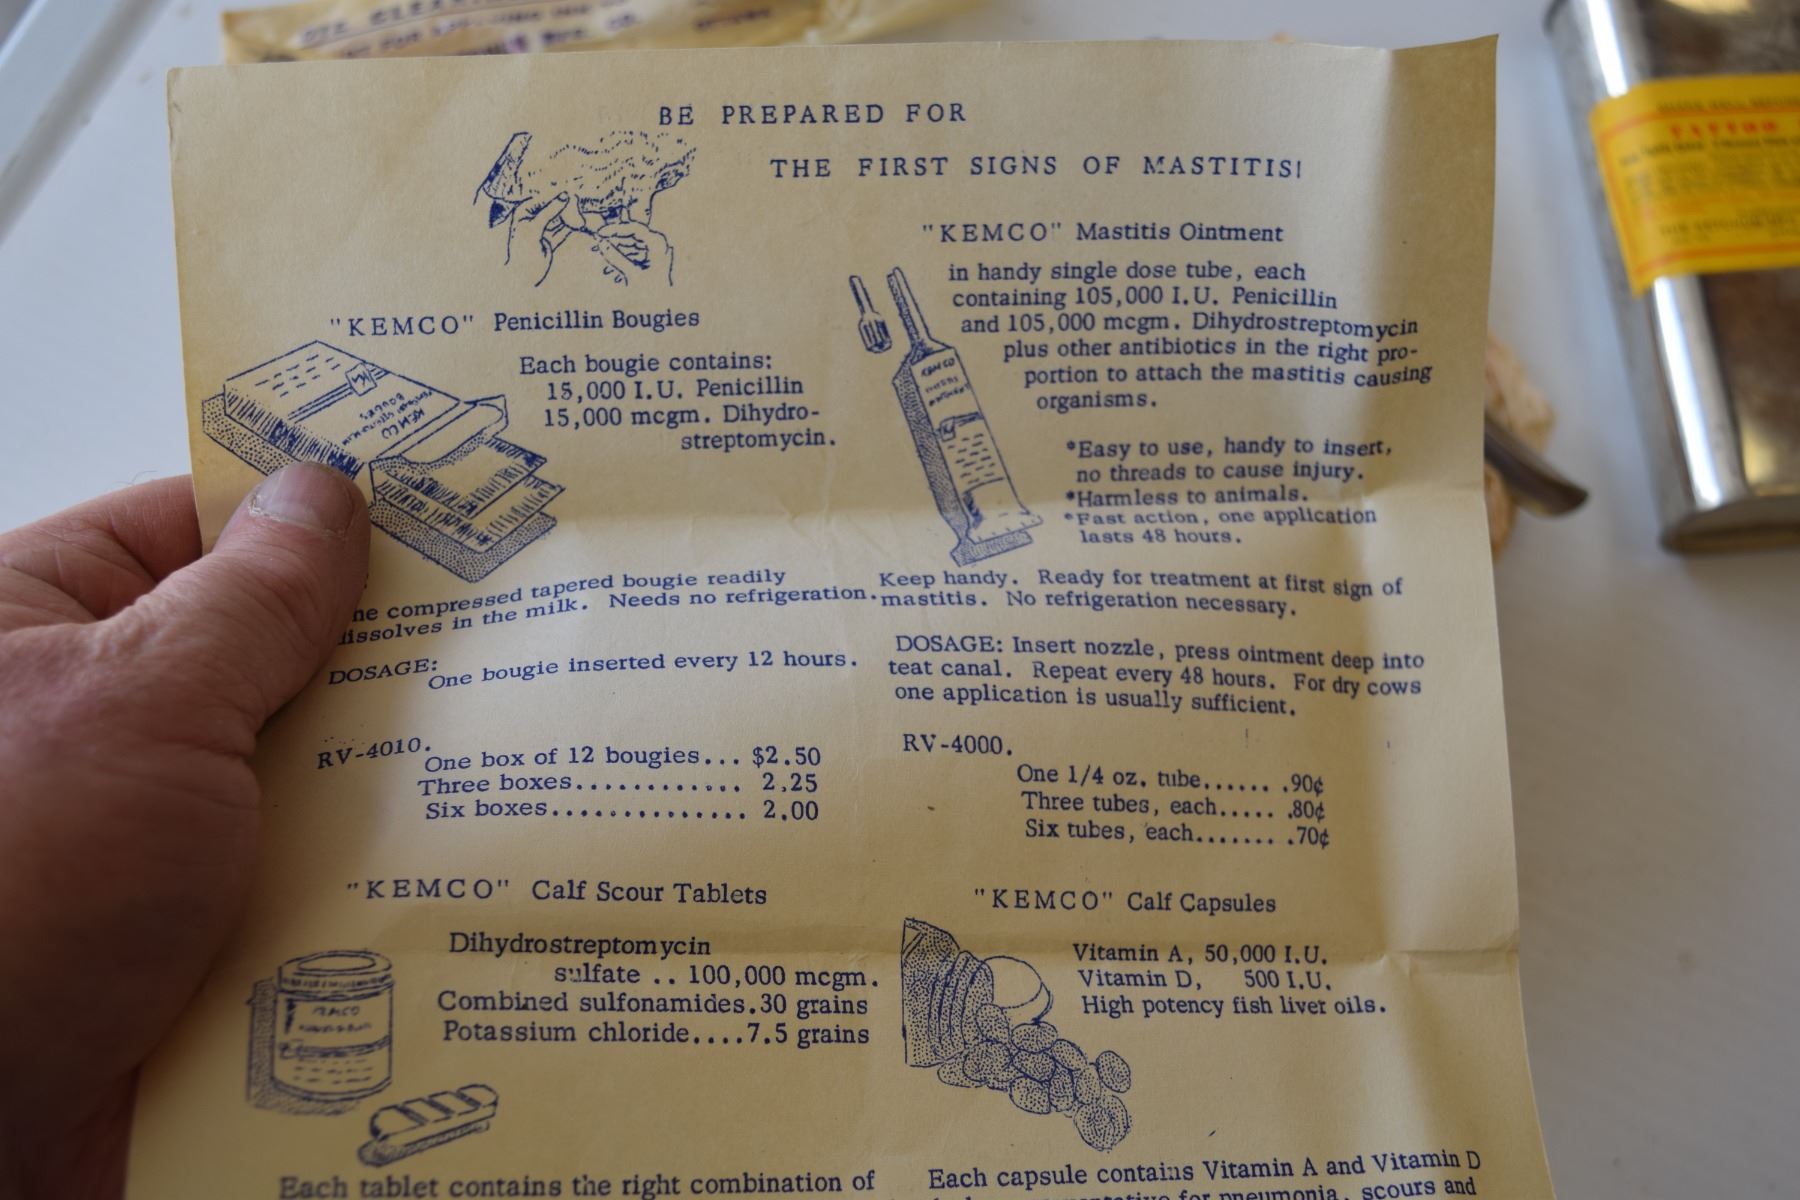 BE PREPARED FOR
THE FIRST SIGNS OF MASTITIS!
"KEMCO" Penicillin Bougies
Each bougie contains:
15,000 I.U. Penicillin
15,000 mcgm. Dihydro-
streptomycin.
ne compressed tapered bougie readily
dissolves in the milk. Needs no refrigeration.
DOSAGE: One bougie inserted every 12 hours.
RV-4010.
One box of 12 bougies... $2.50
Three boxes............ 2.25
Six boxes.............. 2.00
"KEMCO" Mastitis Ointment
in handy single dose tube, each
containing 105,000 I.U. Penicillin
and 105,000 mcgm. Dihydrostreptomycin
plus other antibiotics in the right pro-
portion to attach the mastitis causing
organisms.
*Easy to use, handy to insert,
no threads to cause injury.
*Harmless to animals.
*Fast action, one application
lasts 48 hours.
Keep handy. Ready for treatment at first sign of
mastitis. No refrigeration necessary.
DOSAGE: Insert nozzle, press ointment deep into
teat canal. Repeat every 48 hours. For dry cows
one application is usually sufficient.
RV-4000.
One 1/4 oz. tube...... .90¢
Three tubes, each..... .80¢
Six tubes, each....... .70¢
"KEMCO" Calf Scour Tablets
Dihydrostreptomycin
sulfate .. 100,000 mcgm.
Combined sulfonamides.30 grains
Potassium chloride....7.5 grains
Each tablet contains the right combination of
"KEMCO" Calf Capsules
Vitamin A, 50,000 I.U.
Vitamin D, 500 I.U.
High potency fish liver oils.
Each capsule contains Vitamin A and Vitamin D
for pneumonia, scours and
KEMCO
TATTOO